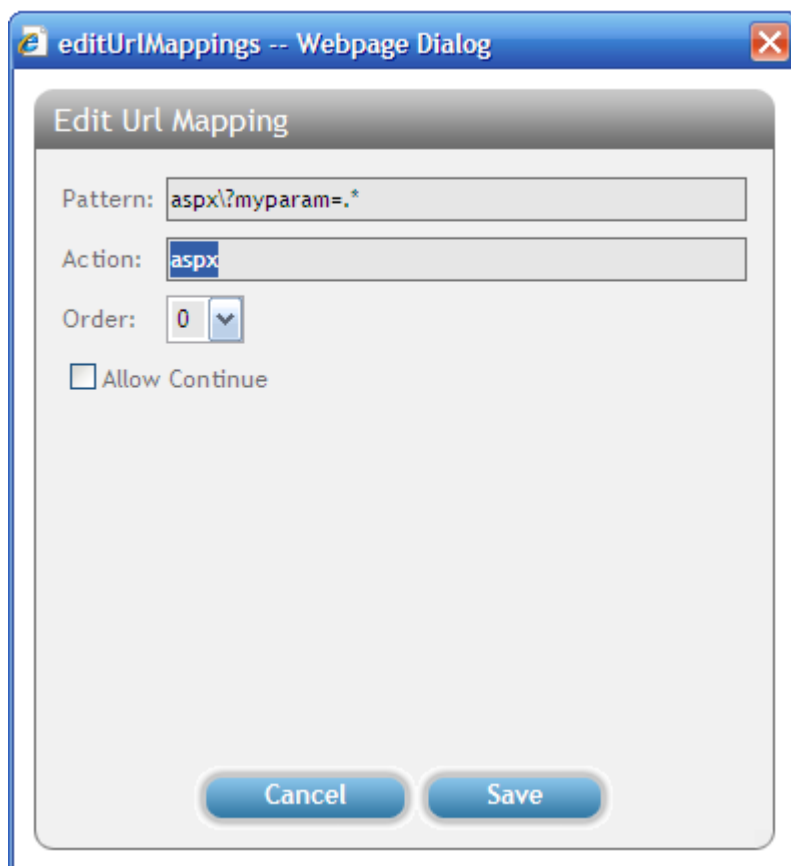 editUrlMappings -- Webpage Dialog
Edit Url Mapping
Pattern: aspx\?myparam=.*
Action: aspx
Order: 0
Allow Continue
Cancel Save